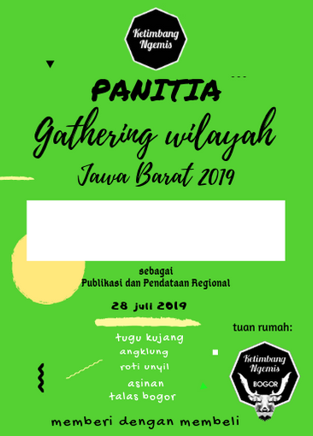 Ketimbang
Ngemis
PANITIA
Gathering wilayah
Jawa Barat 2019
sebagai
Publikasi dan Pendataan Regional
28 juli 2019
tuan rumah:
tugu kujang
angklung
roti unyil
asinan
talas bogor
Ketimbang
Ngemis
BOGOR
memberi dengan membeli